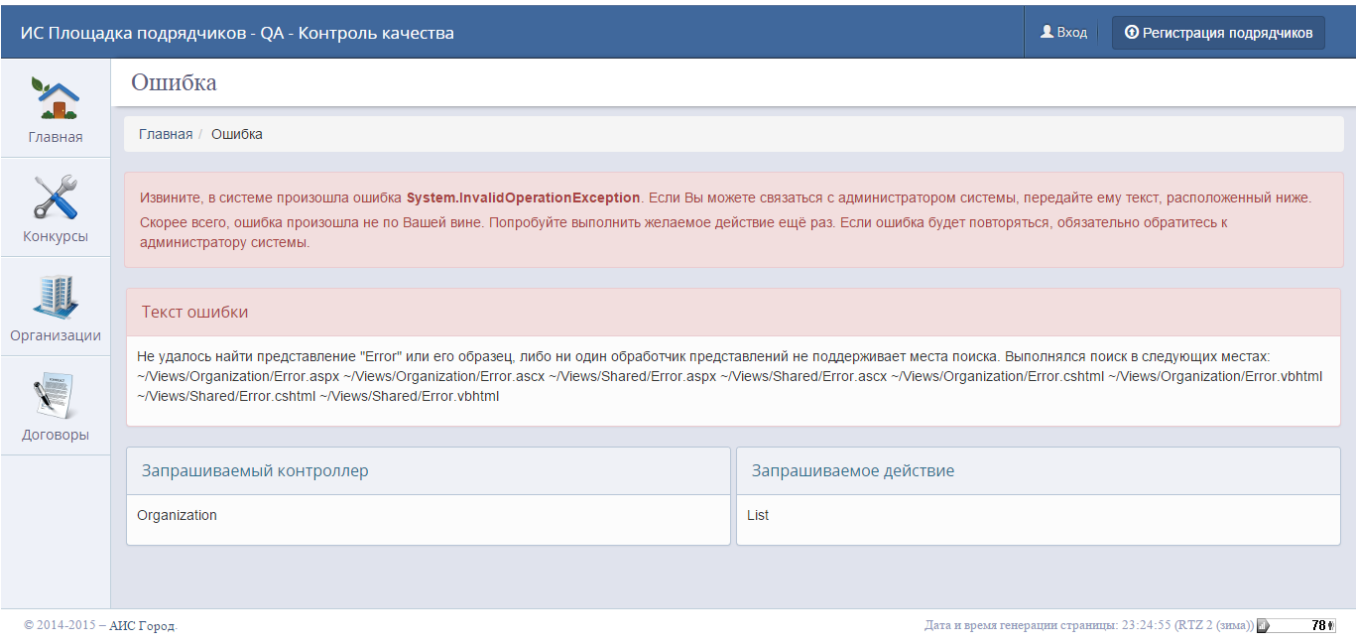 ИС Площадка подрядчиков - QA - Контроль качества
Вход
Регистрация подрядчиков
Главная
Конкурсы
Организации
Договоры
Ошибка
Главная / Ошибка
Извините, в системе произошла ошибка System.InvalidOperationException. Если Вы можете связаться с администратором системы, передайте ему текст, расположенный ниже.
Скорее всего, ошибка произошла не по Вашей вине. Попробуйте выполнить желаемое действие ещё раз. Если ошибка будет повторяться, обязательно обратитесь к
администратору системы.
Текст ошибки
Не удалось найти представление "Error" или его образец, либо ни один обработчик представлений не поддерживает места поиска. Выполнялся поиск в следующих местах:
~/Views/Organization/Error.aspx ~/Views/Organization/Error.ascx ~/Views/Shared/Error.aspx ~/Views/Shared/Error.ascx ~/Views/Organization/Error.cshtml ~/Views/Organization/Error.vbhtml
~/Views/Shared/Error.cshtml ~/Views/Shared/Error.vbhtml
Запрашиваемый контроллер
Organization
Запрашиваемое действие
List
© 2014-2015 – АИС Город.
Дата и время генерации страницы: 23:24:55 (RTZ 2 (зима))
78